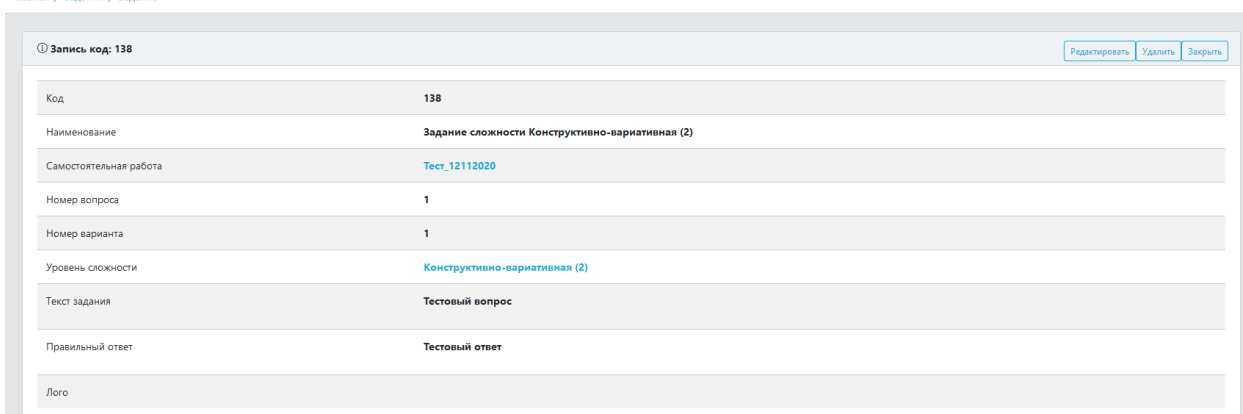 Запись код: 138
Редактировать Удалить Закрыть
Код 138
Наименование Задание сложности Конструктивно-вариативная (2)
Самостоятельная работа Тест_12112020
Номер вопроса 1
Номер варианта 1
Уровень сложности Конструктивно-вариативная (2)
Текст задания Тестовый вопрос
Правильный ответ Тестовый ответ
Лого